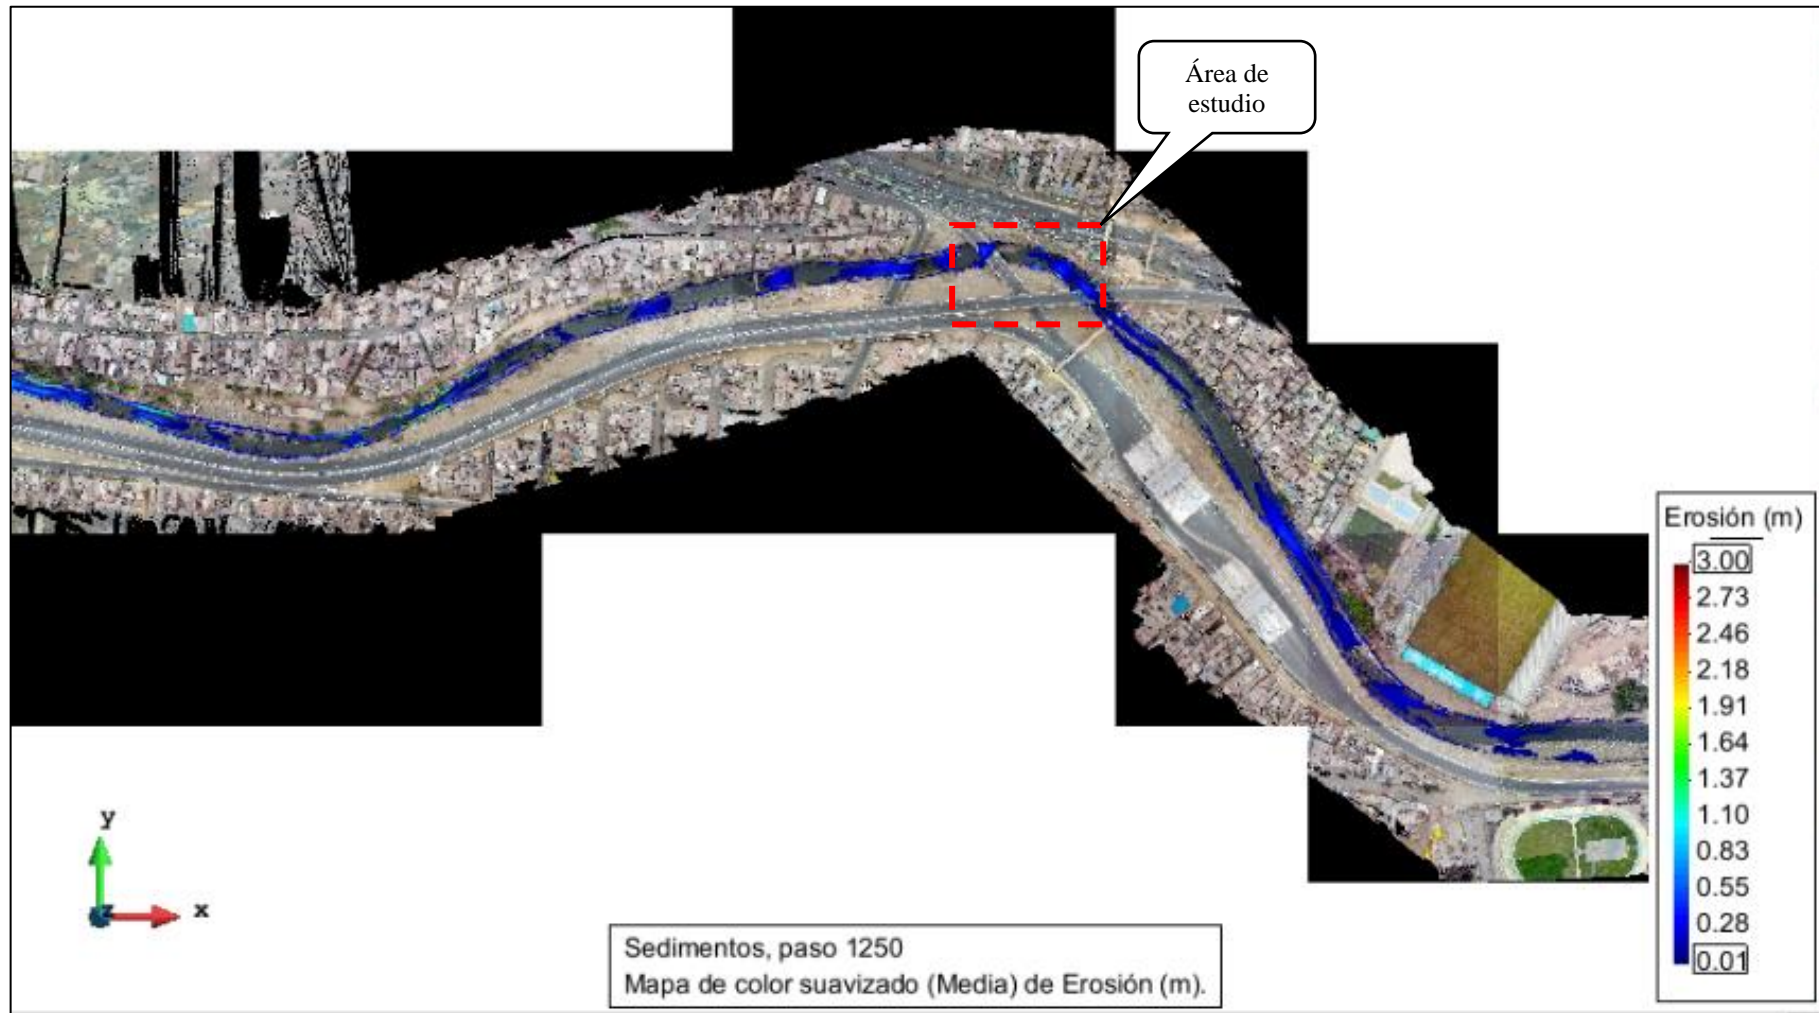 Área de
estudio
Erosión (m)
3.00
2.73
2.46
2.18
1.91
1.64
1.37
1.10
0.83
0.55
0.28
0.01
y
z
x
Sedimentos, paso 1250
Mapa de color suavizado (Media) de Erosión (m).